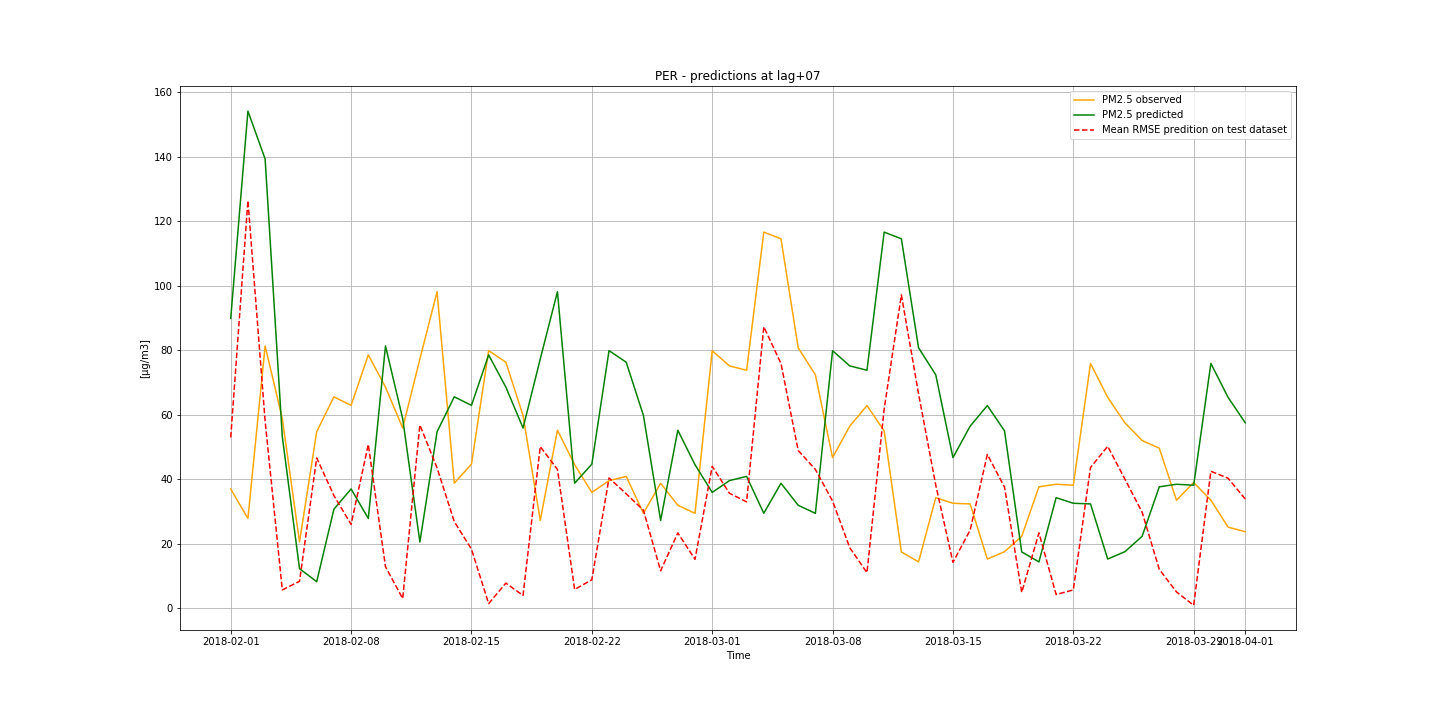 PER - predictions at lag+07
PM2.5 observed
PM2.5 predicted
Mean RMSE predition on test dataset
[µg/m3]
160
140
120
100
80
60
40
20
0
2018-02-01 2018-02-08 2018-02-15 2018-02-22 2018-03-01 2018-03-08 2018-03-15 2018-03-22 2018-03-29 2018-04-01
Time